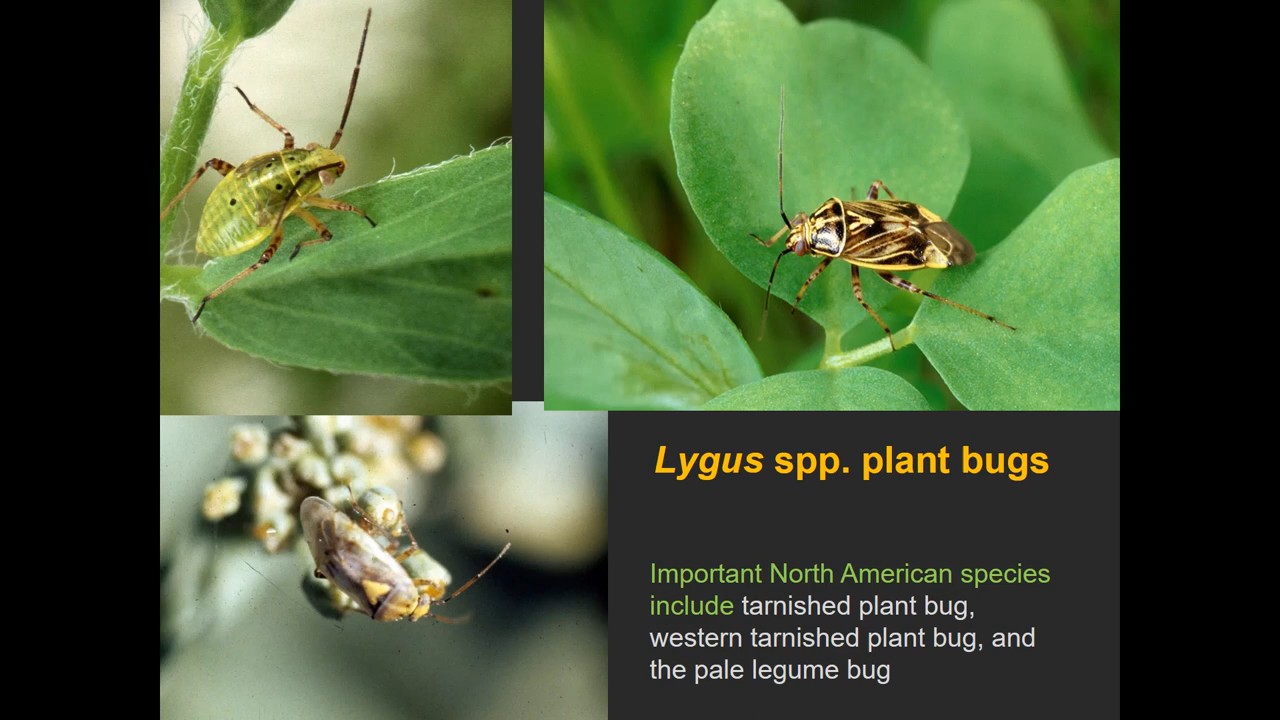 Lygus spp. plant bugs
Important North American species
include tarnished plant bug,
western tarnished plant bug, and
the pale legume bug